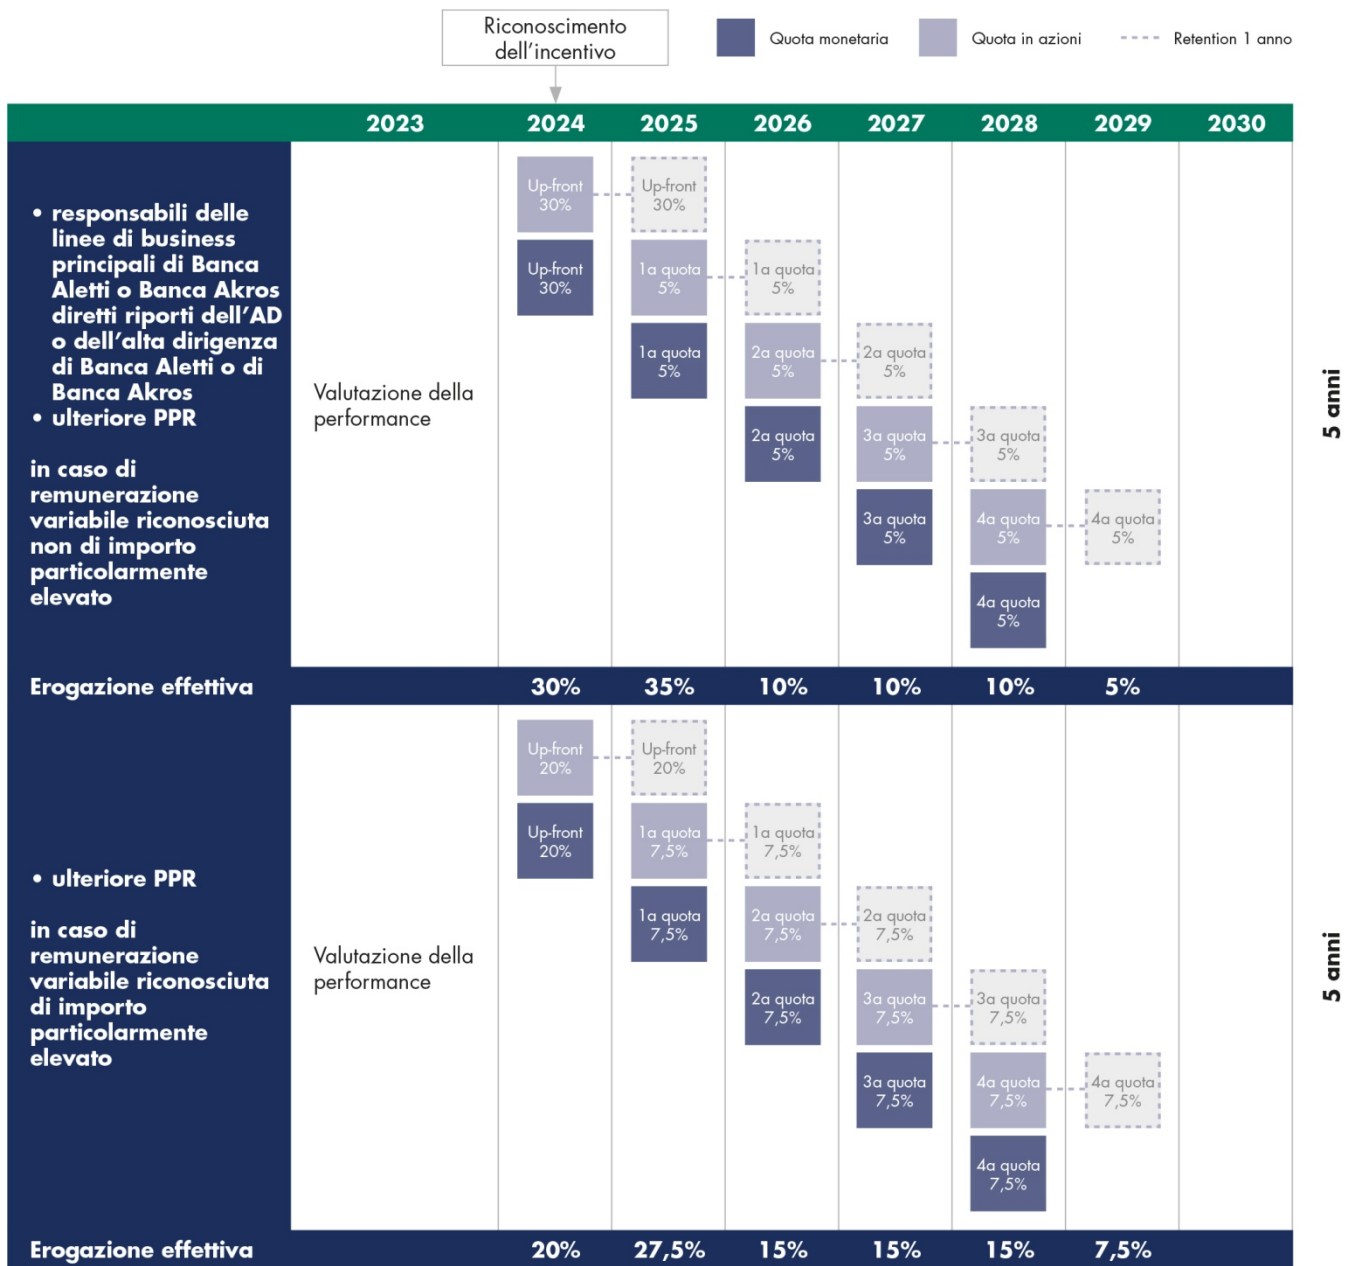 Riconoscimento
dell'incentivo
Quota monetaria
Quota in azioni
Retention 1 anno
2023 2024 2025 2026 2027 2028 2029 2030
• responsabili delle
linee di business
principali di Banca
Aletti o Banca Akros
diretti riporti dell'AD
o dell'alta dirigenza
di Banca Aletti o di
Banca Akros
• ulteriore PPR
in caso di
remunerazione
variabile riconosciuta
non di importo
particolarmente
elevato
Valutazione della
performance
Up-front
30%
Up-front
30%
Up-front
30%
1a quota
5%
1a quota
5%
1a quota
5%
2a quota
5%
2a quota
5%
2a quota
5%
3a quota
5%
3a quota
5%
3a quota
5%
4a quota
5%
4a quota
5%
4a quota
5%
5 anni
Erogazione effettiva 30% 35% 10% 10% 10% 5%
• ulteriore PPR
in caso di
remunerazione
variabile riconosciuta
di importo
particolarmente
elevato
Valutazione della
performance
Up-front
20%
Up-front
20%
Up-front
20%
1a quota
7,5%
1a quota
7,5%
1a quota
7,5%
2a quota
7,5%
2a quota
7,5%
2a quota
7,5%
3a quota
7,5%
3a quota
7,5%
3a quota
7,5%
4a quota
7,5%
4a quota
7,5%
4a quota
7,5%
5 anni
Erogazione effettiva 20% 27,5% 15% 15% 15% 7,5%